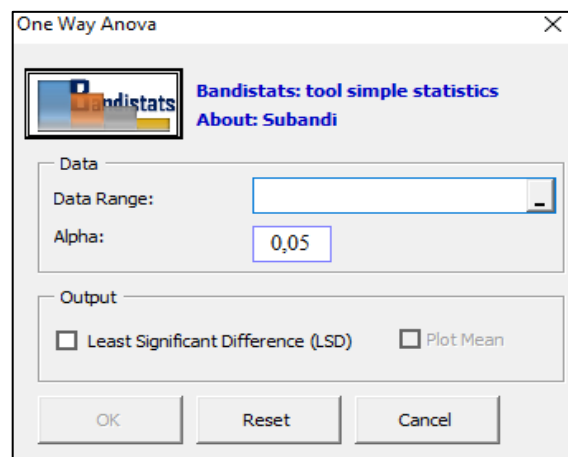 One Way Anova
Bandistats
Bandistats: tool simple statistics
About: Subandi
Data
Data Range:
Alpha:
0,05
Output
Least Significant Difference (LSD)
Plot Mean
OK
Reset
Cancel